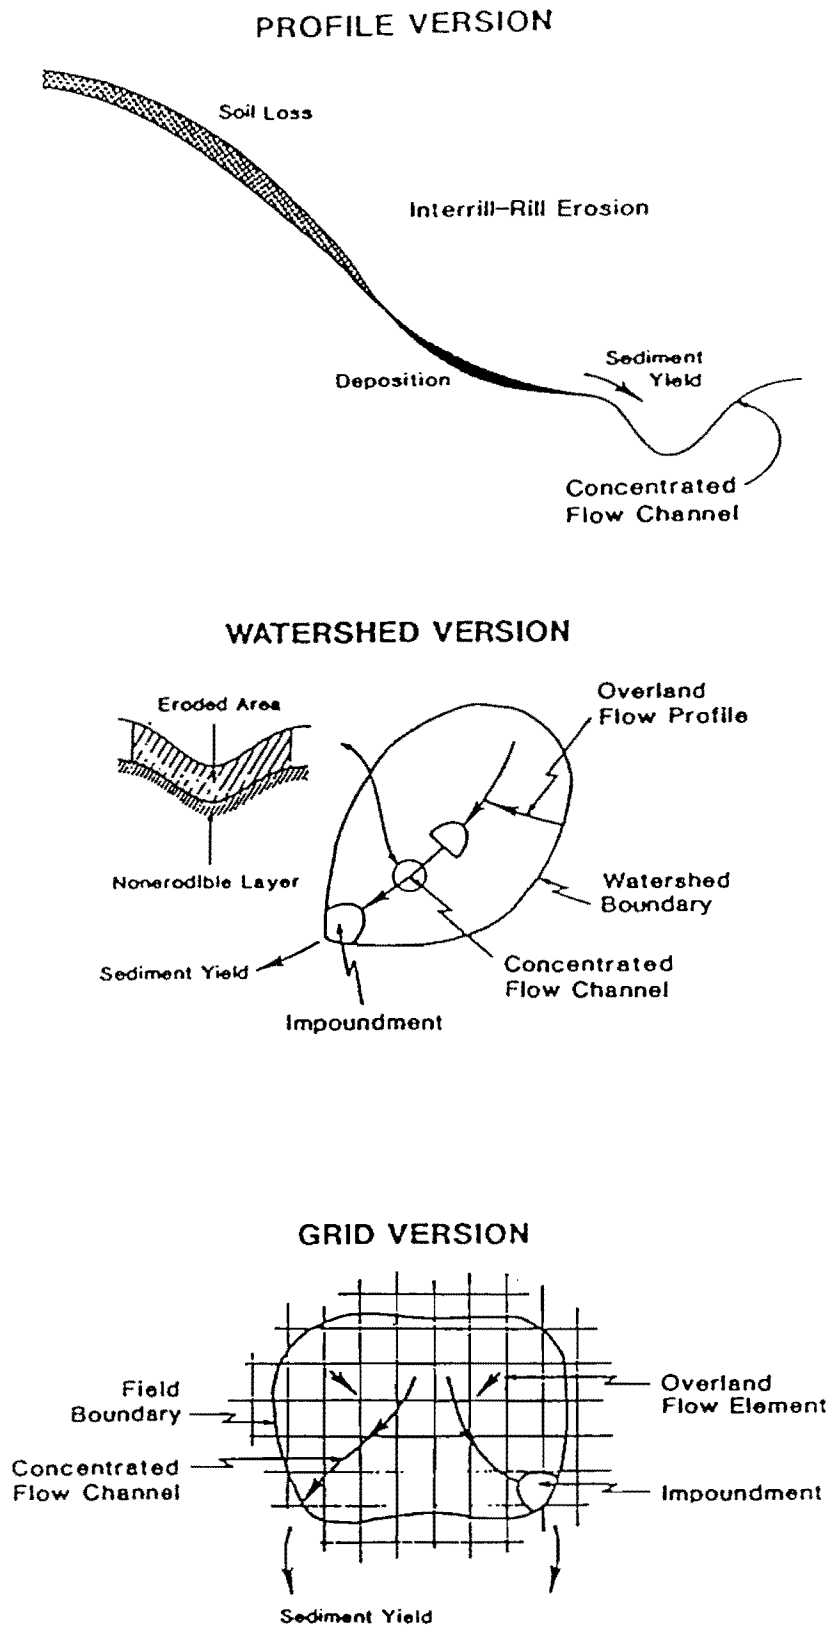 PROFILE VERSION
Soil Loss
Interrill-Rill Erosion
Sediment
Yield
Deposition
Concentrated
Flow Channel
WATERSHED VERSION
Eroded Area
Overland
Flow Profile
Nonerodible Layer
Watershed
Boundary
Sediment Yield
Concentrated
Flow Channel
Impoundment
GRID VERSION
Field
Boundary
Overland
Flow Element
Concentrated
Flow Channel
Impoundment
Sediment Yield